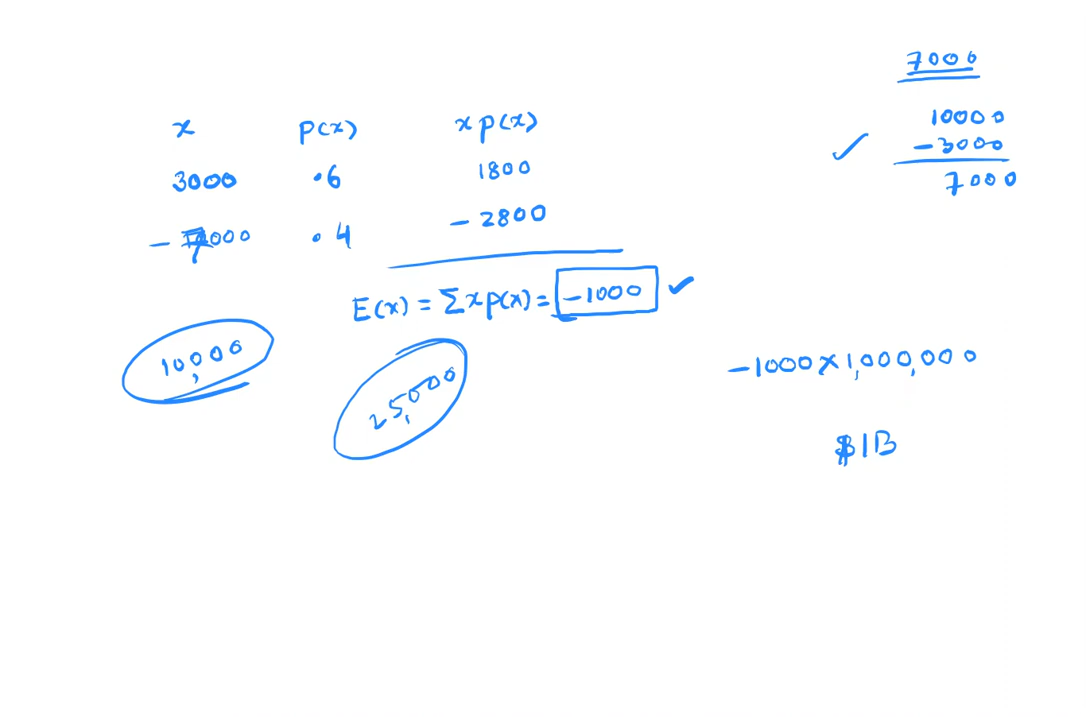 7000
x P(x) x p(x)
3000 .6 1800
-7000 .4 -2800
E(x) = Σ x p(x) = -1000 ✓
10,000
25,000
✓ 10000
-3000
7000
-1000 x 1,000,000
$1B